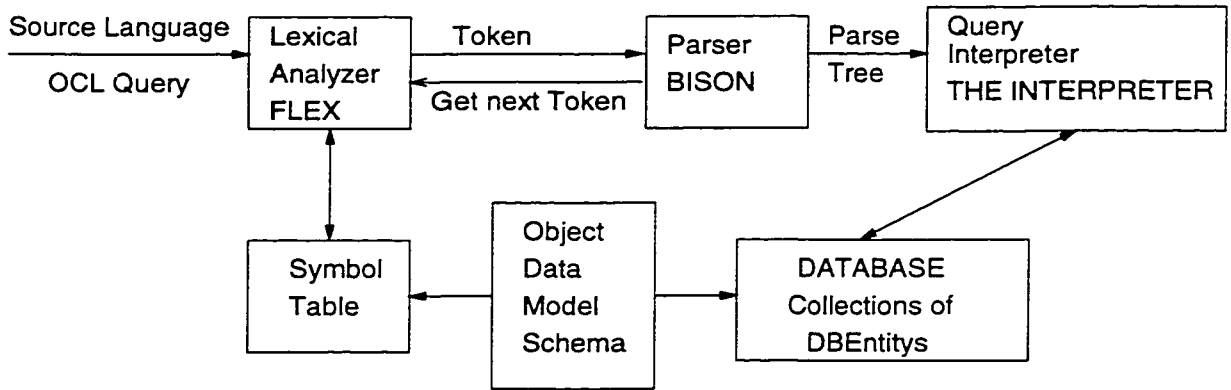 Source Language
OCL Query
Lexical
Analyzer
FLEX
Token
Get next Token
Parser
BISON
Parse
Tree
Query
Interpreter
THE INTERPRETER
Symbol
Table
Object
Data
Model
Schema
DATABASE
Collections of
DBEntitys